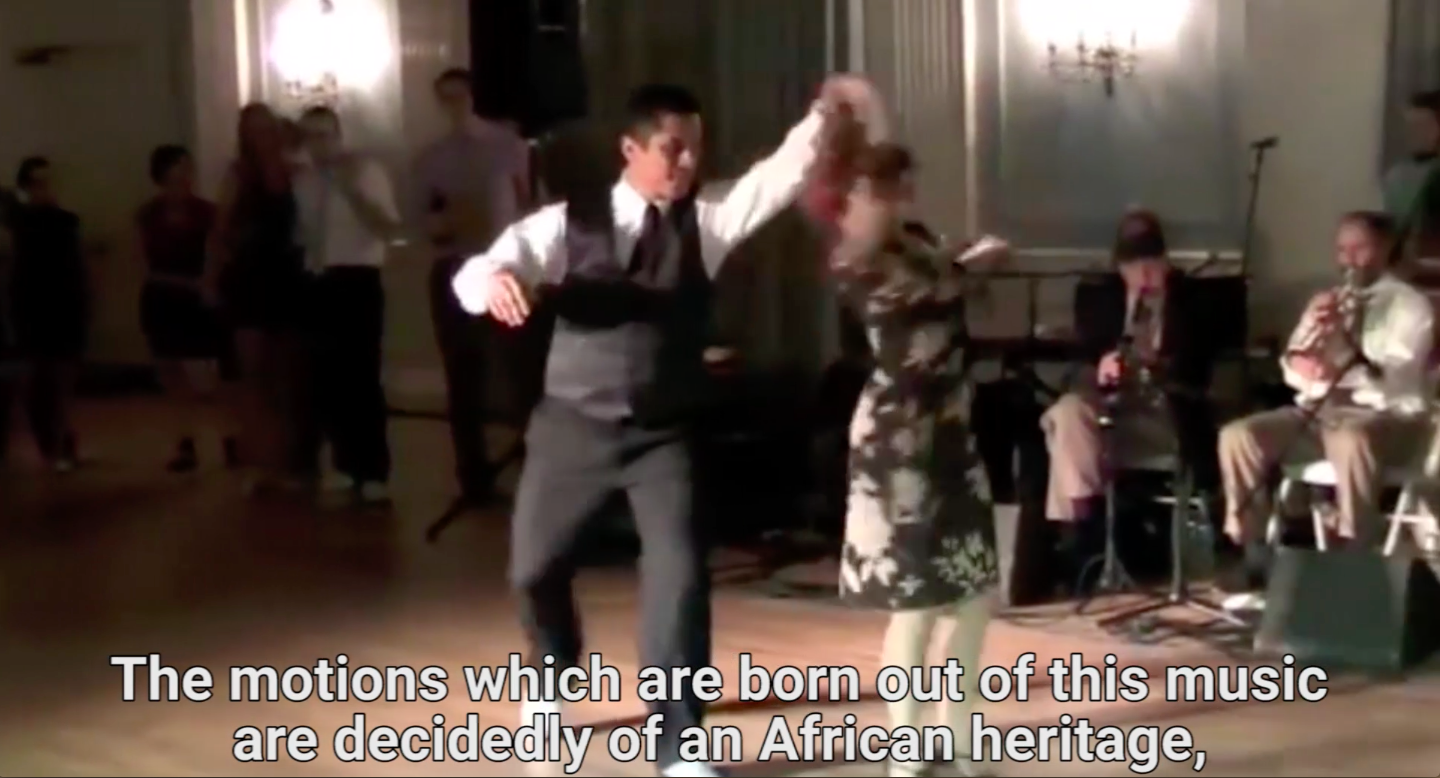 The motions which are born out of this music
are decidedly of an African heritage,